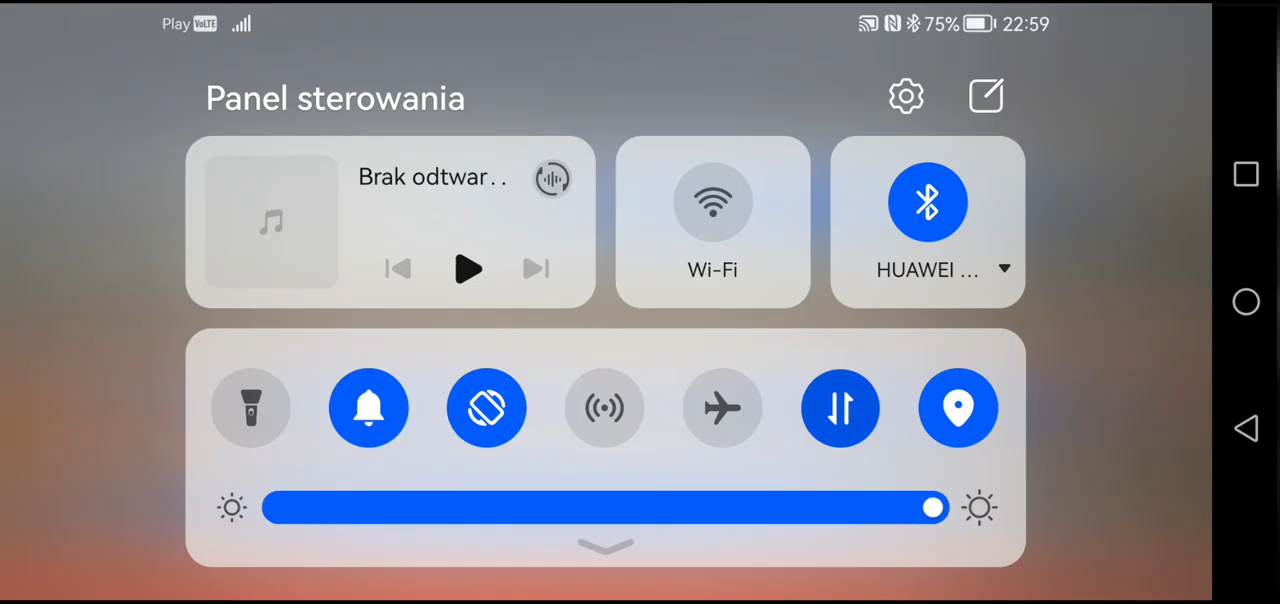 Play VoLTE 75% 22:59
Panel sterowania
Brak odtwar. .
Wi-Fi
HUAWEI ...